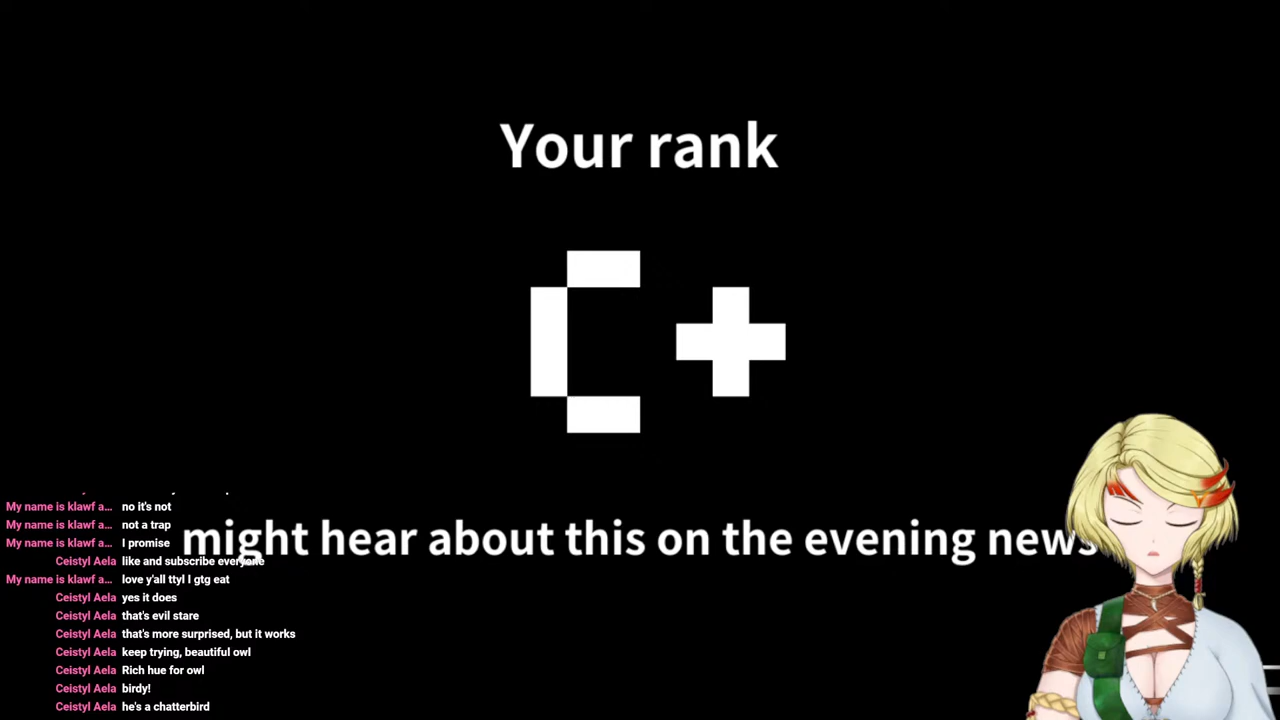 Your rank
C+
My name is klawf a… no it's not
My name is klawf a… not a trap
might hear about this on the evening news
My name is klawf a… I promise
Ceistyl Aela like and subscribe everyone
My name is klawf a… love y'all ttyl I gtg eat
Ceistyl Aela yes it does
Ceistyl Aela that's evil stare
Ceistyl Aela that's more surprised, but it works
Ceistyl Aela keep trying, beautiful owl
Ceistyl Aela Rich hue for owl
Ceistyl Aela birdy!
Ceistyl Aela he's a chatterbird